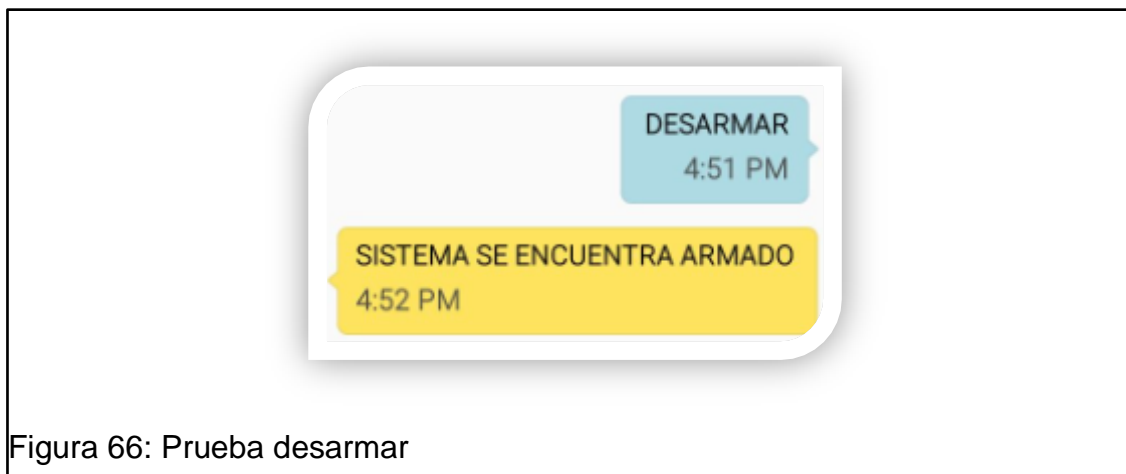 DESARMAR
4:51 PM
SISTEMA SE ENCUENTRA ARMADO
4:52 PM
Figura 66: Prueba desarmar